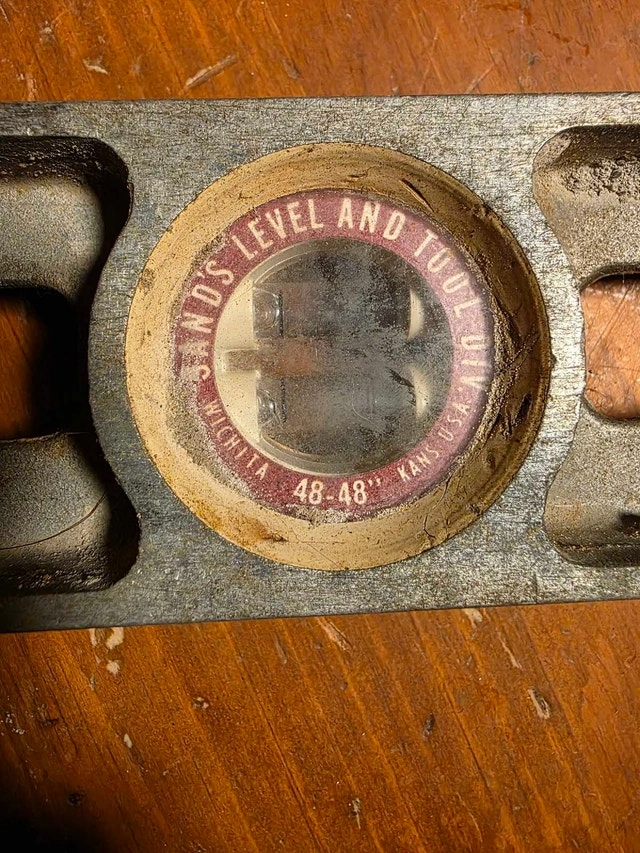 SAND'S LEVEL AND TOOL DIV.
WICHITA KANS U.S.A.
48-48"